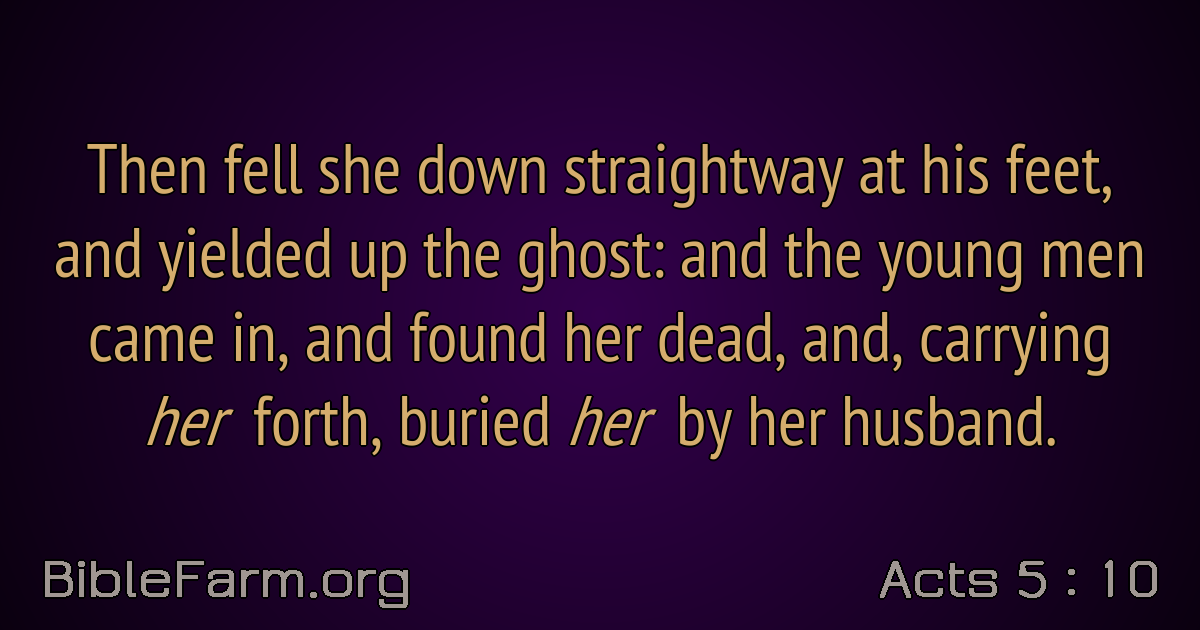 Then fell she down straightway at his feet,
and yielded up the ghost: and the young men
came in, and found her dead, and, carrying
her forth, buried her by her husband.
BibleFarm.org
Acts 5 : 10